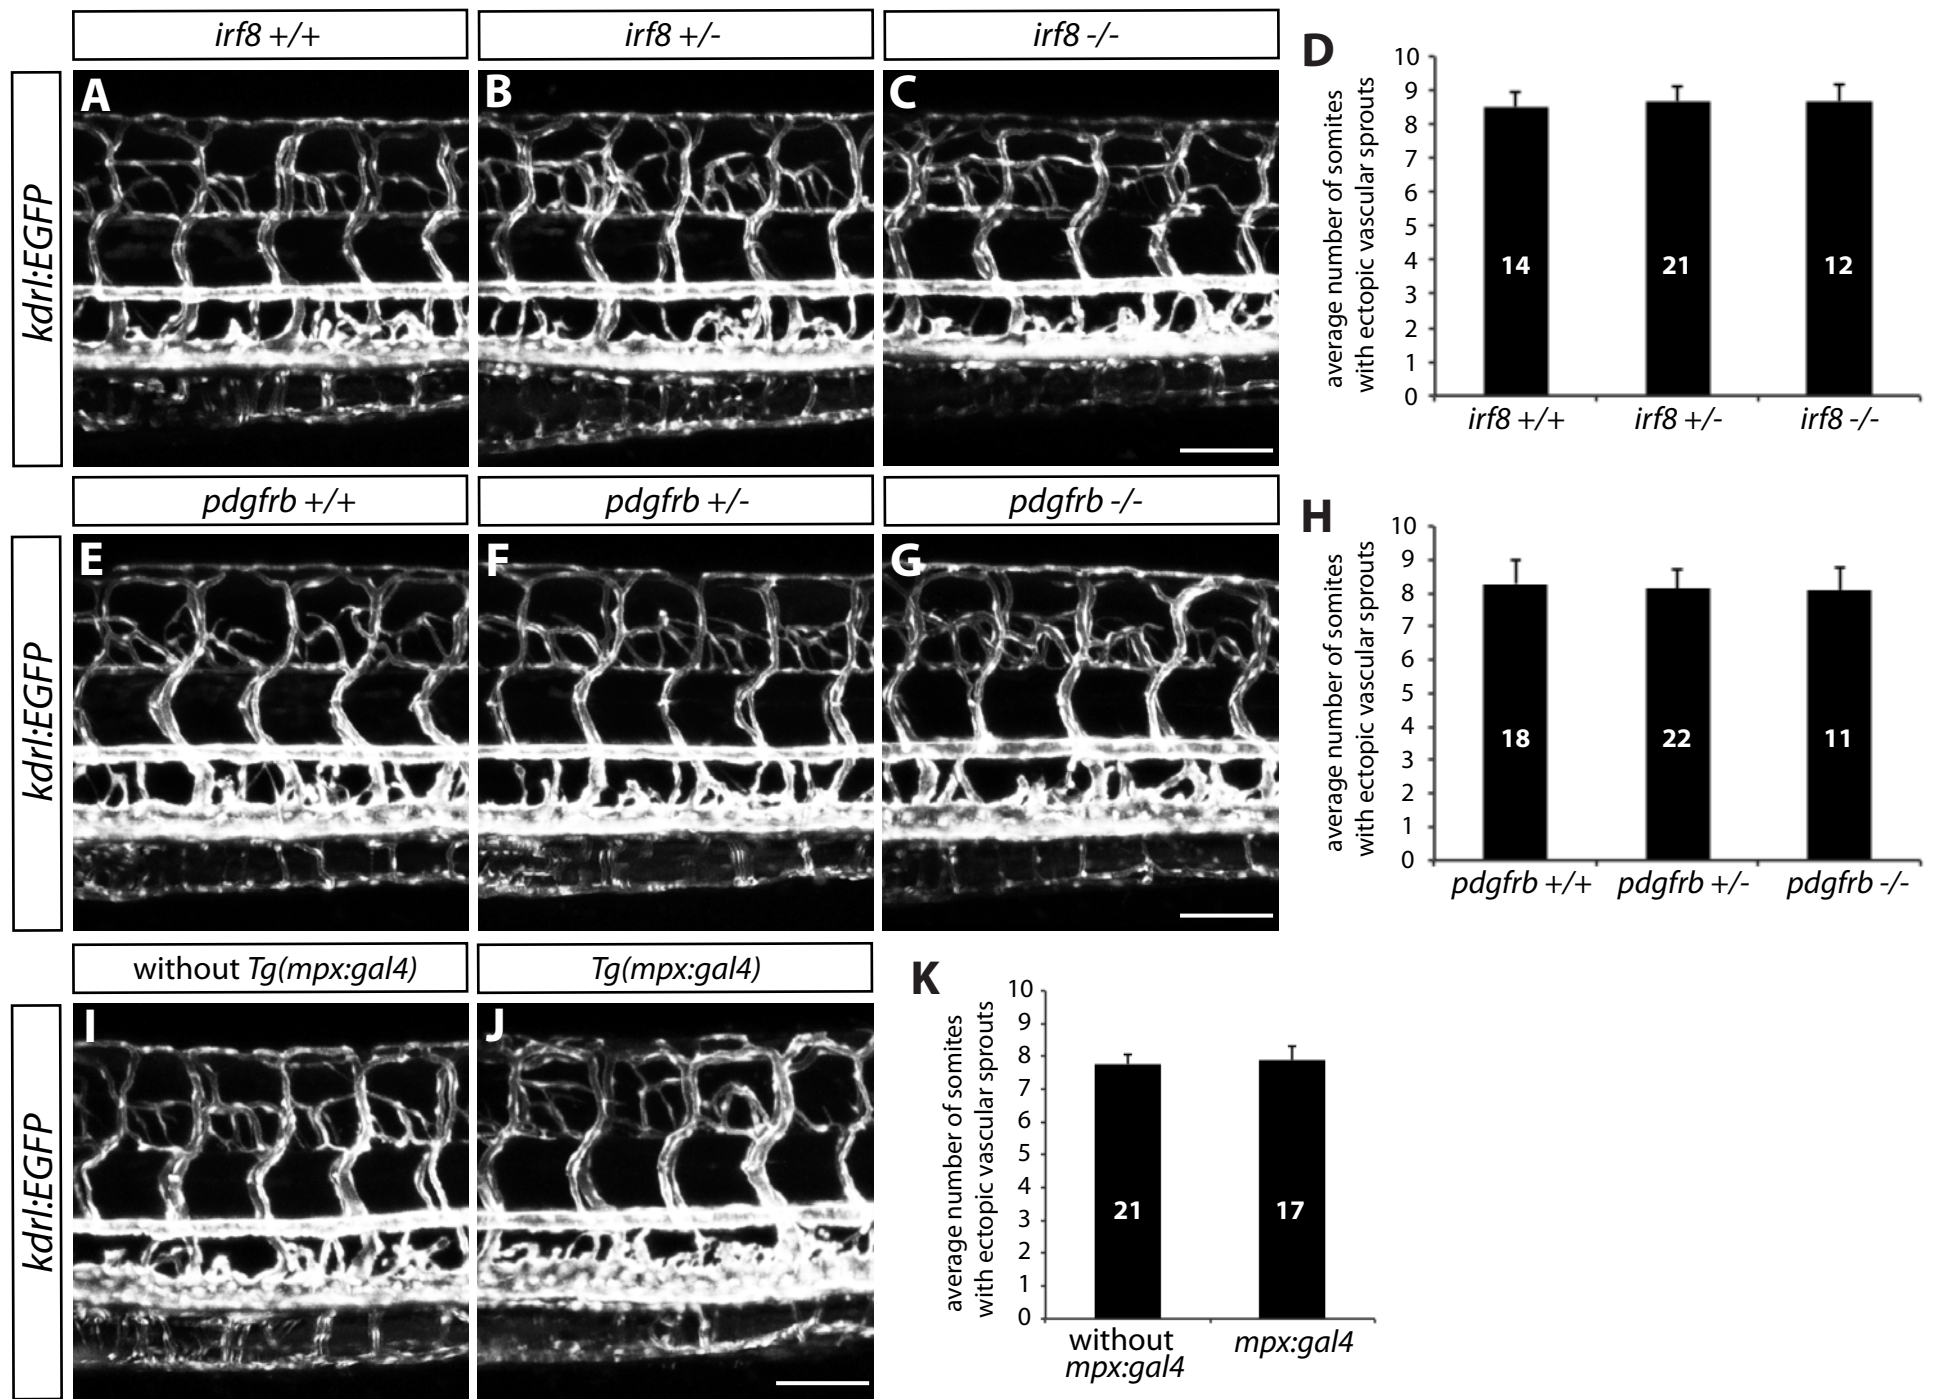 irf8 +/+
irf8 +/-
irf8 -/-
kdrl:EGFP
A
B
C
D
average number of somites
with ectopic vascular sprouts
10
9
8
7
6
5
4
3
2
1
0
14
21
12
irf8 +/+
irf8 +/-
irf8 -/-
pdgfrb +/+
pdgfrb +/-
pdgfrb -/-
kdrl:EGFP
E
F
G
H
average number of somites
with ectopic vascular sprouts
10
9
8
7
6
5
4
3
2
1
0
18
22
11
pdgfrb +/+
pdgfrb +/-
pdgfrb -/-
without Tg(mpx:gal4)
Tg(mpx:gal4)
kdrl:EGFP
I
J
K
average number of somites
with ectopic vascular sprouts
10
9
8
7
6
5
4
3
2
1
0
21
17
without
mpx:gal4
mpx:gal4